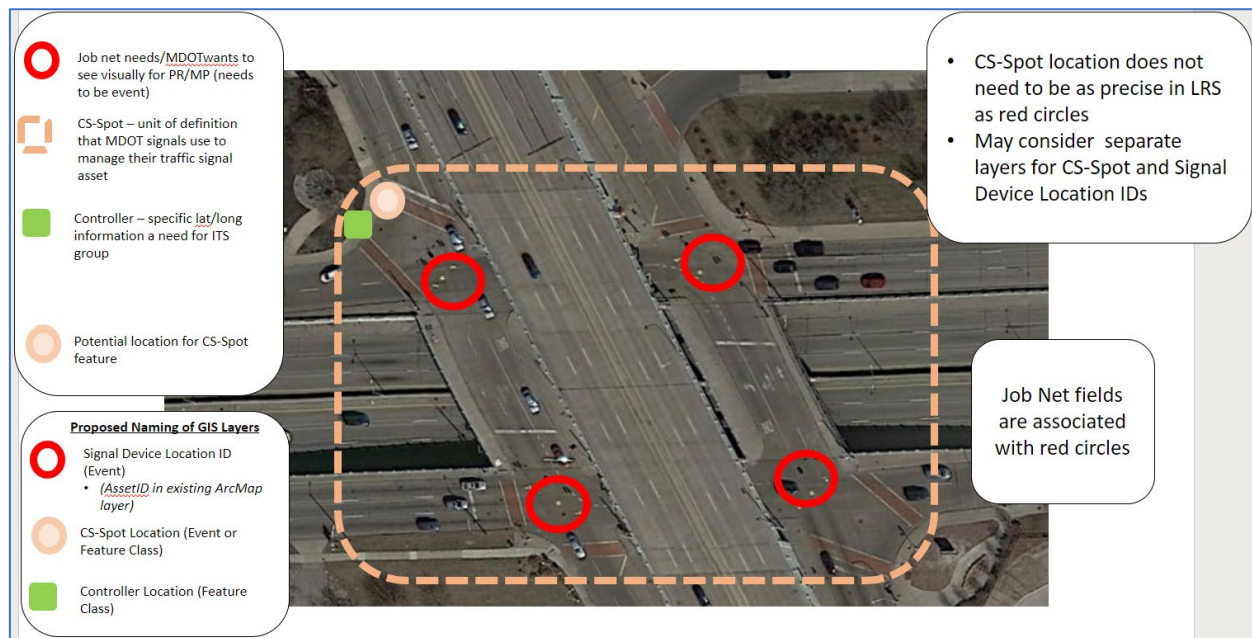 Job net needs/MDOTwants to
see visually for PR/MP (needs
to be event)
CS-Spot – unit of definition
that MDOT signals use to
manage their traffic signal
asset
Controller – specific lat/long
information a need for ITS
group
Potential location for CS-Spot
feature
Proposed Naming of GIS Layers
Signal Device Location ID
(Event)
• (AssetID in existing ArcMap
layer)
CS-Spot Location (Event or
Feature Class)
Controller Location (Feature
Class)
• CS-Spot location does not
need to be as precise in LRS
as red circles
• May consider separate
layers for CS-Spot and Signal
Device Location IDs
Job Net fields
are associated
with red circles